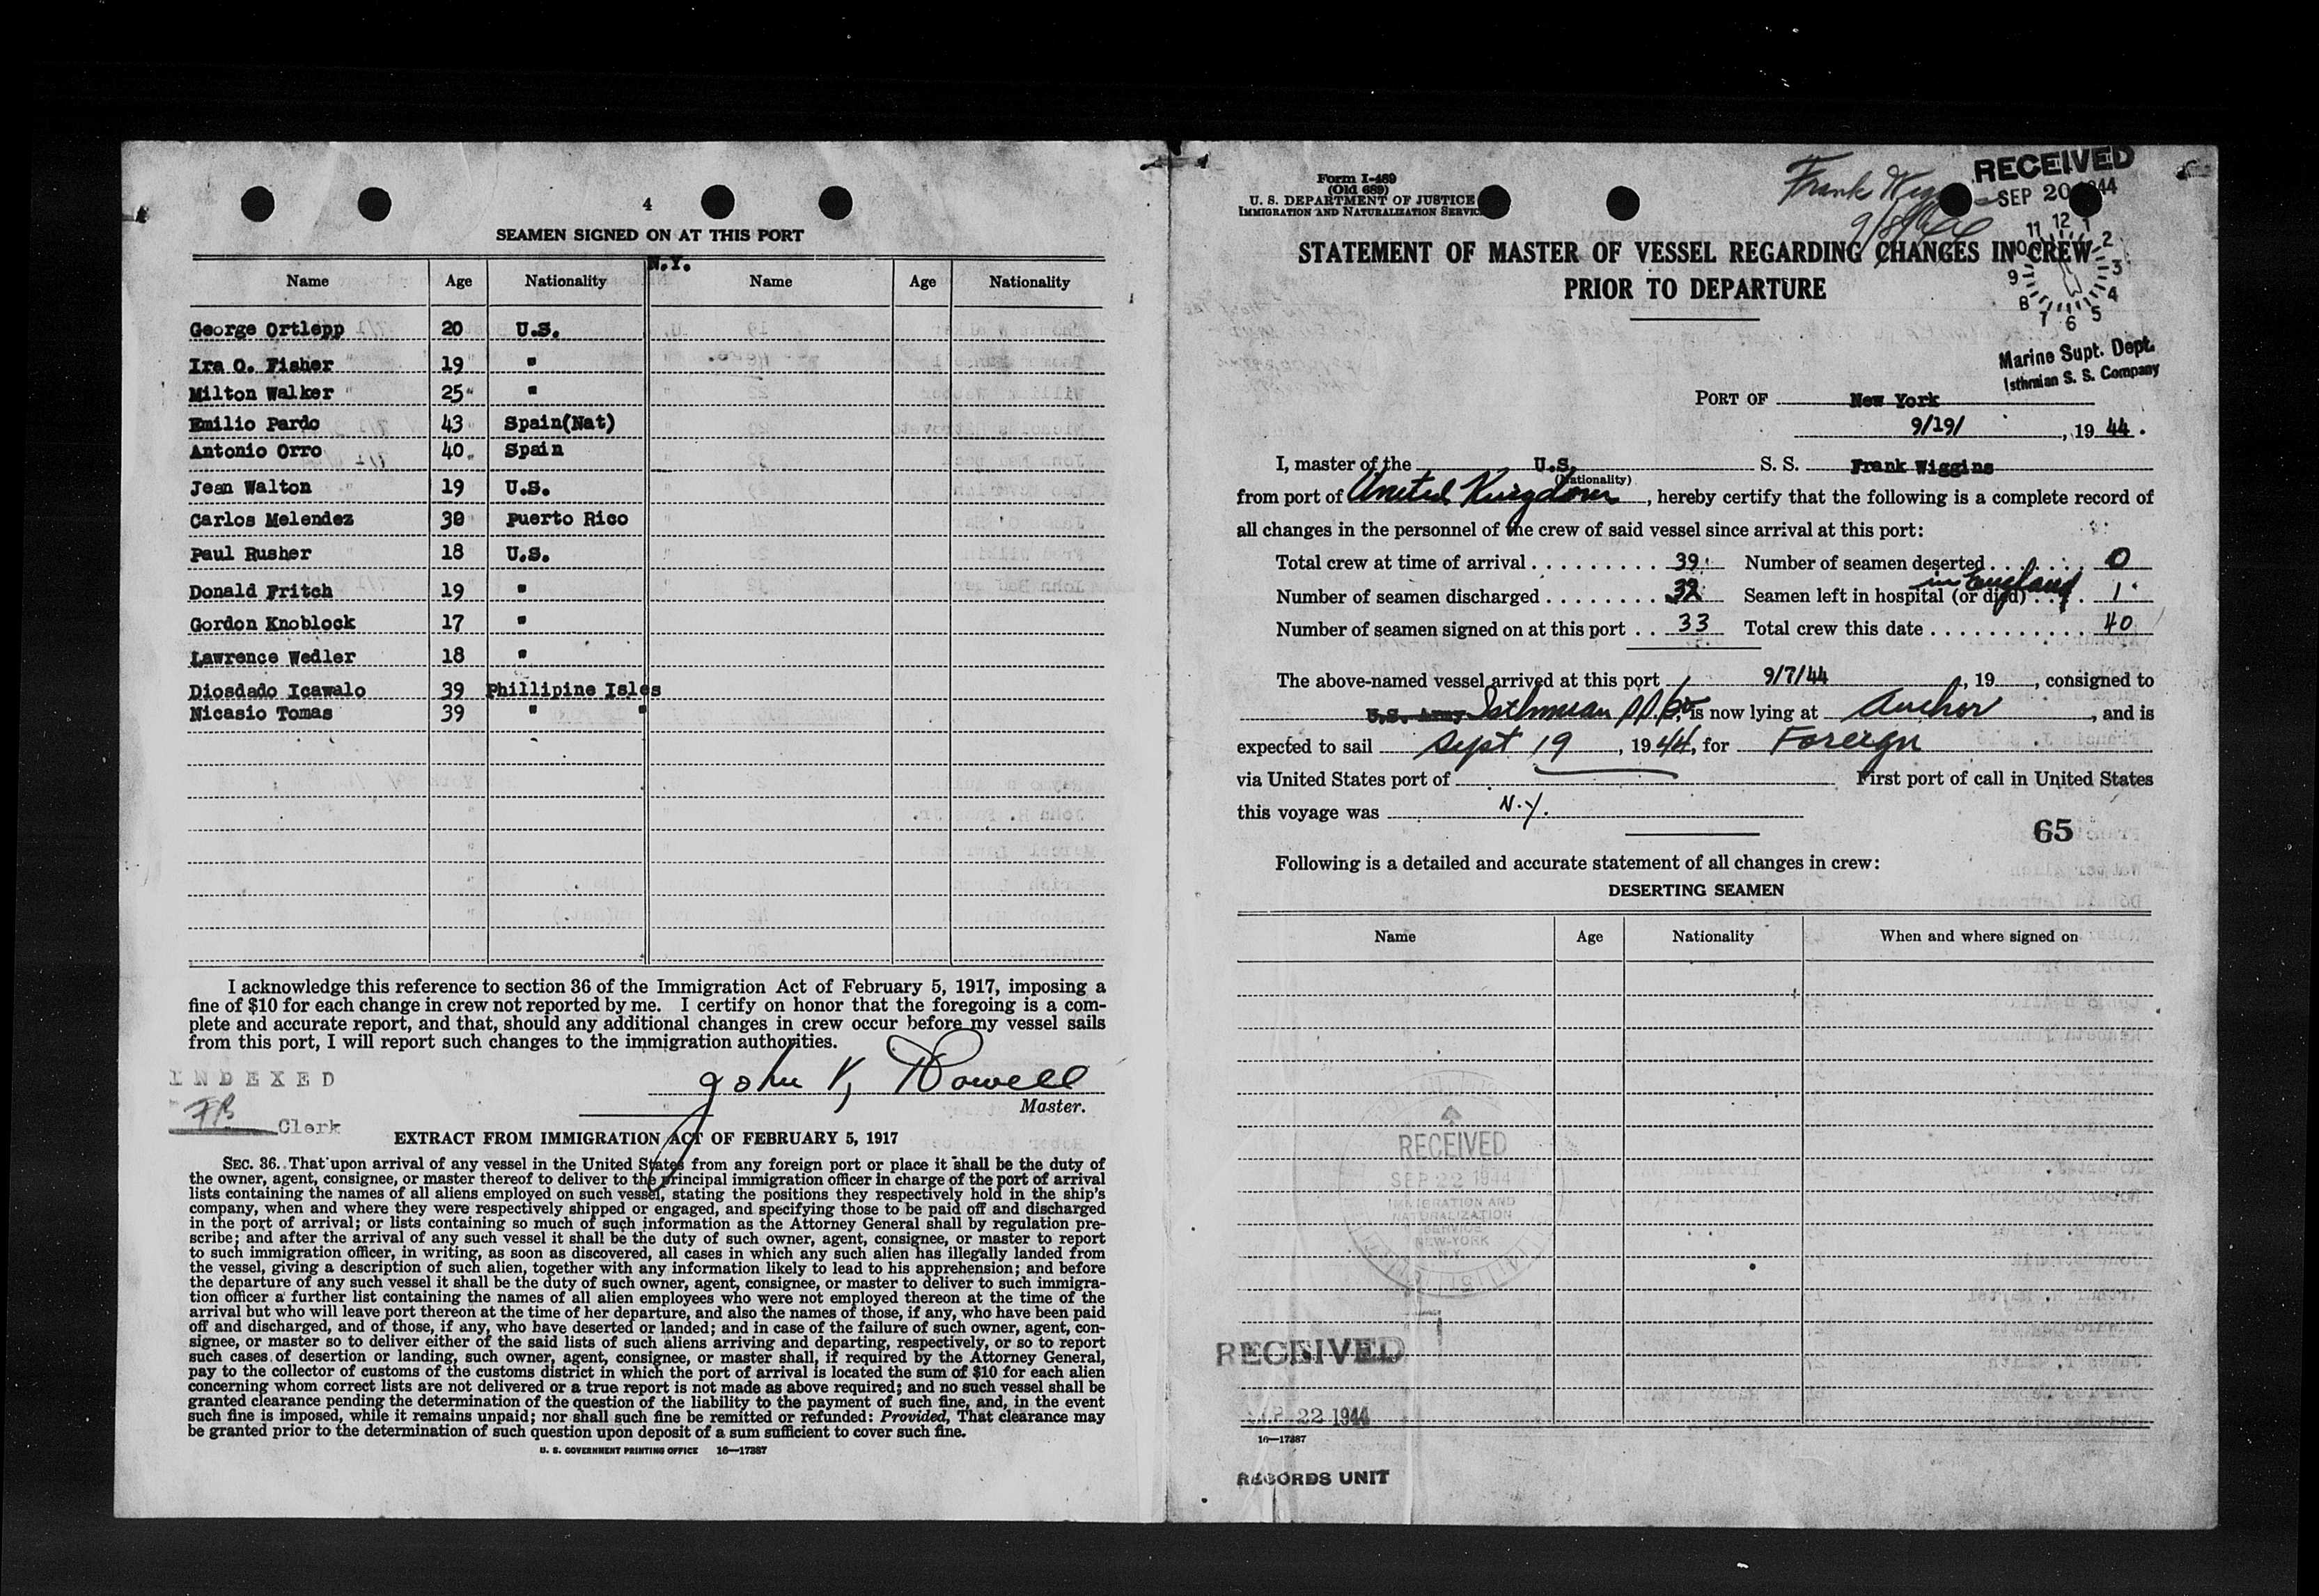 4
SEAMEN SIGNED ON AT THIS PORT
N.Y.
Name Age Nationality Name Age Nationality
George Ortlepp 20 U.S.
Ira O. Fisher 19 "
Milton Walker 25 "
Emilio Pardo 43 Spain(Nat)
Antonio Orro 40 Spain
Jean Walton 19 U.S.
Carlos Melendez 30 Puerto Rico
Paul Rusher 18 U.S.
Donald Fritch 19 "
Gordon Knoblock 17 "
Lawrence Wedler 18 "
Diosdado Icawalo 39 Phillipine Isles
Nicasio Tomas 39 " "
I acknowledge this reference to section 36 of the Immigration Act of February 5, 1917, imposing a
fine of $10 for each change in crew not reported by me. I certify on honor that the foregoing is a com-
plete and accurate report, and that, should any additional changes in crew occur before my vessel sails
from this port, I will report such changes to the immigration authorities.
INDEXED
John V. Powell
Master.
Clerk
EXTRACT FROM IMMIGRATION ACT OF FEBRUARY 5, 1917
SEC. 36. That upon arrival of any vessel in the United States from any foreign port or place it shall be the duty of
the owner, agent, consignee, or master thereof to deliver to the principal immigration officer in charge of the port of arrival
lists containing the names of all aliens employed on such vessel, stating the positions they respectively hold in the ship's
company, when and where they were respectively shipped or engaged, and specifying those to be paid off and discharged
in the port of arrival; or lists containing so much of such information as the Attorney General shall by regulation pre-
scribe; and after the arrival of any such vessel it shall be the duty of such owner, agent, consignee, or master to report
to such immigration officer, in writing, as soon as discovered, all cases in which any such alien has illegally landed from
the vessel, giving a description of such alien, together with any information likely to lead to his apprehension; and before
the departure of any such vessel it shall be the duty of such owner, agent, consignee, or master to deliver to such immigra-
tion officer a further list containing the names of all alien employees who were not employed thereon at the time of the
arrival but who will leave port thereon at the time of her departure, and also the names of those, if any, who have been paid
off and discharged, and of those, if any, who have deserted or landed; and in case of the failure of such owner, agent, con-
signee, or master so to deliver either of the said lists of such aliens arriving and departing, respectively, or so to report
such cases of desertion or landing, such owner, agent, consignee, or master shall, if required by the Attorney General,
pay to the collector of customs of the customs district in which the port of arrival is located the sum of $10 for each alien
concerning whom correct lists are not delivered or a true report is not made as above required; and no such vessel shall be
granted clearance pending the determination of the question of the liability to the payment of such fine, and, in the event
such fine is imposed, while it remains unpaid; nor shall such fine be remitted or refunded: Provided, That clearance may
be granted prior to the determination of such question upon deposit of a sum sufficient to cover such fine.
U. S. GOVERNMENT PRINTING OFFICE 16—17387
Form I-489
(Old 689)
U. S. DEPARTMENT OF JUSTICE
IMMIGRATION AND NATURALIZATION SERVICE
Frank
RECEIVED
SEP 20 1944
12 1 2 3 4 5 6 7 8 9 10 11
STATEMENT OF MASTER OF VESSEL REGARDING CHANGES IN CREW
PRIOR TO DEPARTURE
Marine Supt. Dept.
Isthmian S. S. Company
PORT OF New York
9/19/, 19 44.
I, master of the U.S. S. S. Frank Wiggins
(Nationality)
from port of United Kingdom, hereby certify that the following is a complete record of
all changes in the personnel of the crew of said vessel since arrival at this port:
Total crew at time of arrival . . . . . . . . . 39 Number of seamen deserted . . . . . . . 0
in England
Number of seamen discharged . . . . . . . . 32 Seamen left in hospital (or died) . . . . 1
Number of seamen signed on at this port . . 33 Total crew this date . . . . . . . . . . . . 40
The above-named vessel arrived at this port 9/7/44, 19, consigned to
U.S. Army Isthmian S.S. Co, is now lying at Anchor, and is
expected to sail Sept 19, 1944, for Foreign
via United States port of First port of call in United States
this voyage was N.Y.
65
Following is a detailed and accurate statement of all changes in crew:
DESERTING SEAMEN
Name Age Nationality When and where signed on
RECEIVED
SEP 22 1944
IMMIGRATION AND
NATURALIZATION
SERVICE
NEW-YORK
N.Y.
RECEIVED
SEP 22 1944
16—17387
RECORDS UNIT